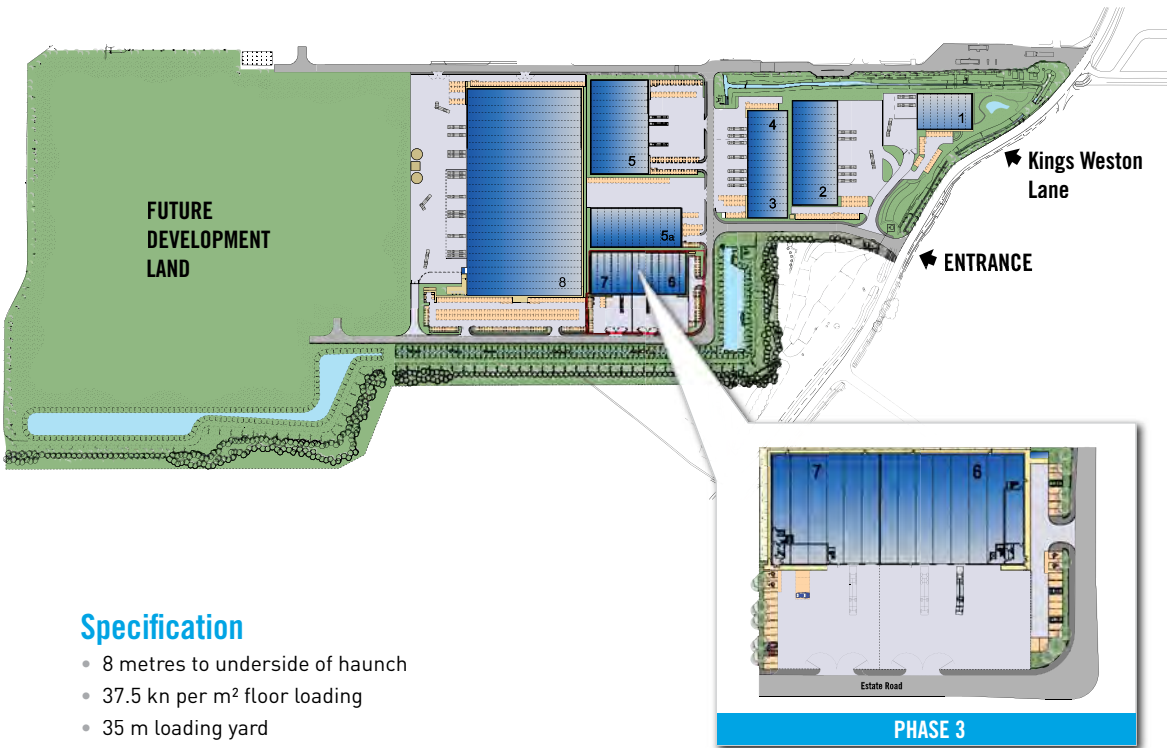 1
4
5
2
Kings Weston
Lane
3
FUTURE
DEVELOPMENT
LAND
5a
ENTRANCE
8
7
6
7
6
Specification
• 8 metres to underside of haunch
• 37.5 kn per m² floor loading
• 35 m loading yard
Estate Road
PHASE 3